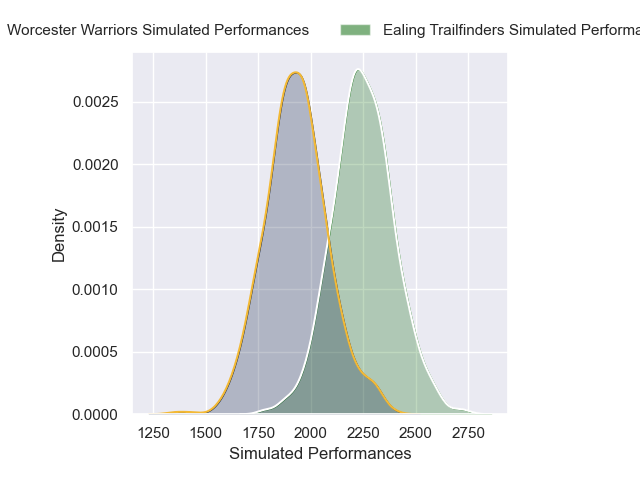 Worcester Warriors Simulated Performances
Ealing Trailfinders Simulated Performa
0.0025
0.0020
0.0015
0.0010
0.0005
0.0000
Density
1250 1500 1750 2000 2250 2500 2750
Simulated Performances